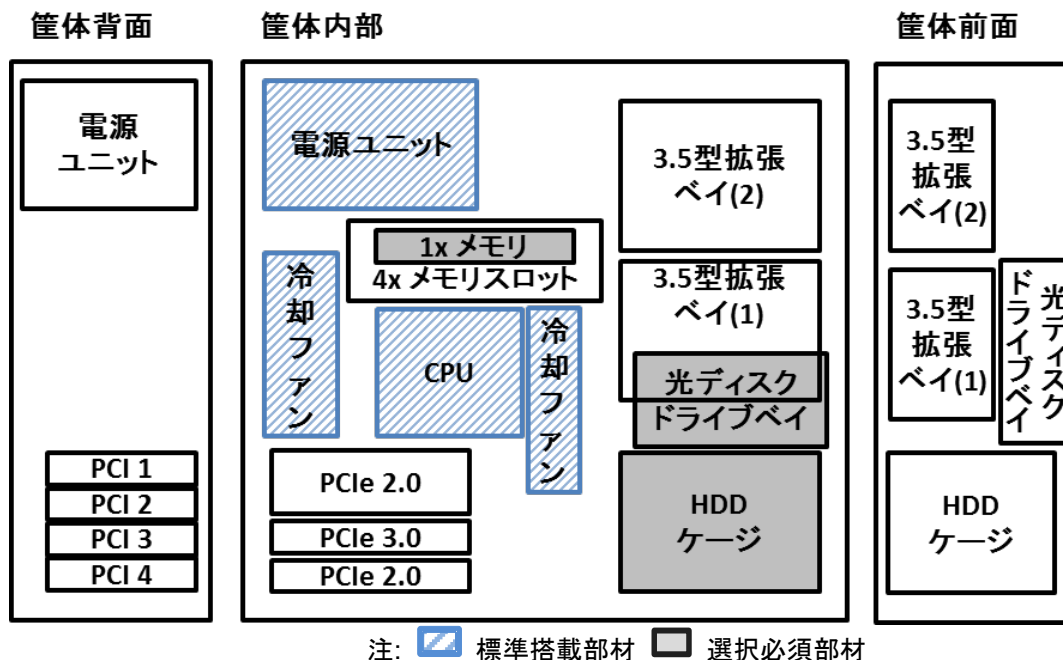 筐体背面
電源
ユニット
PCI 1
PCI 2
PCI 3
PCI 4
筐体内部
電源ユニット
1x メモリ
4x メモリスロット
冷却ファン
CPU
冷却ファン
PCIe 2.0
PCIe 3.0
PCIe 2.0
3.5型拡張
ベイ(2)
3.5型拡張
ベイ(1)
光ディスク
ドライブベイ
HDD
ケージ
筐体前面
3.5型
拡張
ベイ(2)
3.5型
拡張
ベイ(1)
光ディスク
ドライブベイ
HDD
ケージ
注: 標準搭載部材 選択必須部材